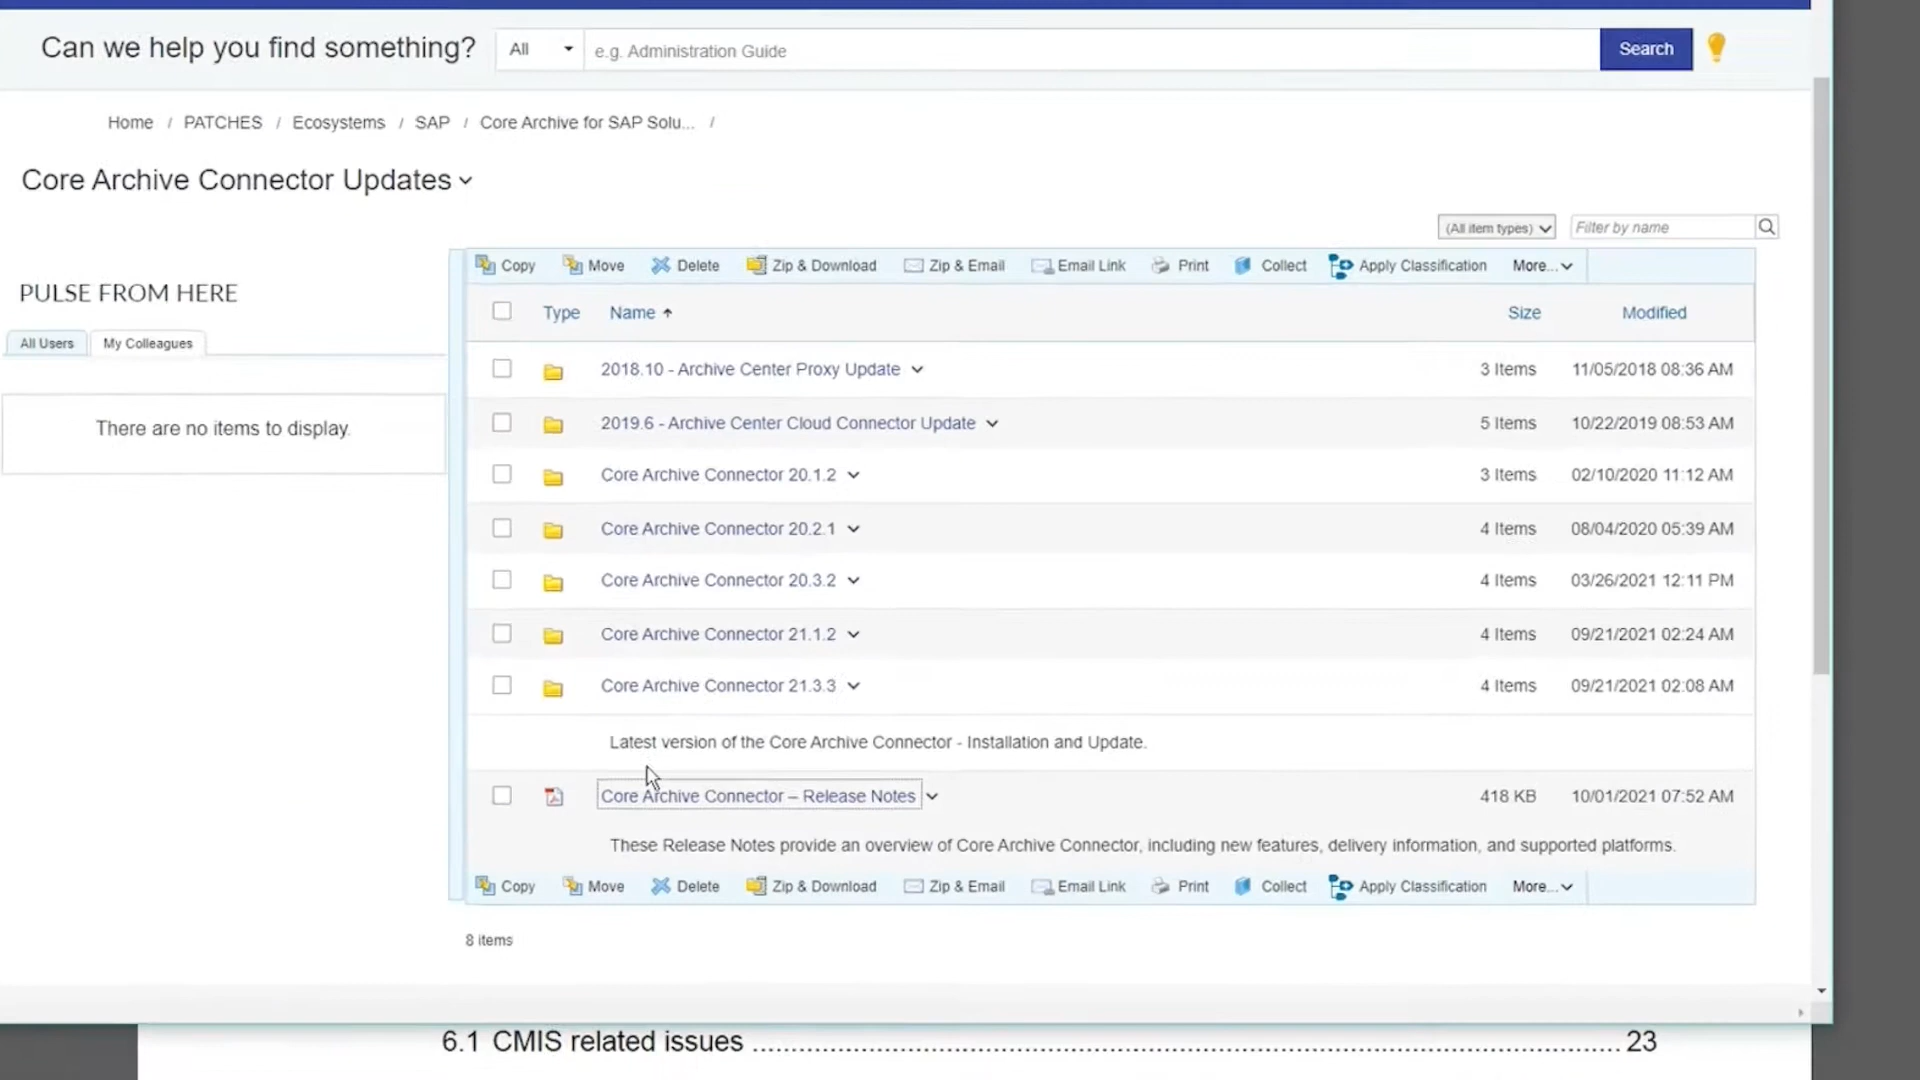 Can we help you find something? All e.g. Administration Guide Search
Home / PATCHES / Ecosystems / SAP / Core Archive for SAP Solu... /
Core Archive Connector Updates
(All item types) Filter by name
PULSE FROM HERE
All Users My Colleagues
There are no items to display.
Copy Move Delete Zip & Download Zip & Email Email Link Print Collect Apply Classification More...
Type Name Size Modified
2018.10 - Archive Center Proxy Update 3 Items 11/05/2018 08:36 AM
2019.6 - Archive Center Cloud Connector Update 5 Items 10/22/2019 08:53 AM
Core Archive Connector 20.1.2 3 Items 02/10/2020 11:12 AM
Core Archive Connector 20.2.1 4 Items 08/04/2020 05:39 AM
Core Archive Connector 20.3.2 4 Items 03/26/2021 12:11 PM
Core Archive Connector 21.1.2 4 Items 09/21/2021 02:24 AM
Core Archive Connector 21.3.3 4 Items 09/21/2021 02:08 AM
Latest version of the Core Archive Connector - Installation and Update.
Core Archive Connector – Release Notes 418 KB 10/01/2021 07:52 AM
These Release Notes provide an overview of Core Archive Connector, including new features, delivery information, and supported platforms.
Copy Move Delete Zip & Download Zip & Email Email Link Print Collect Apply Classification More...
8 items
6.1 CMIS related issues ........................................................................................ 23